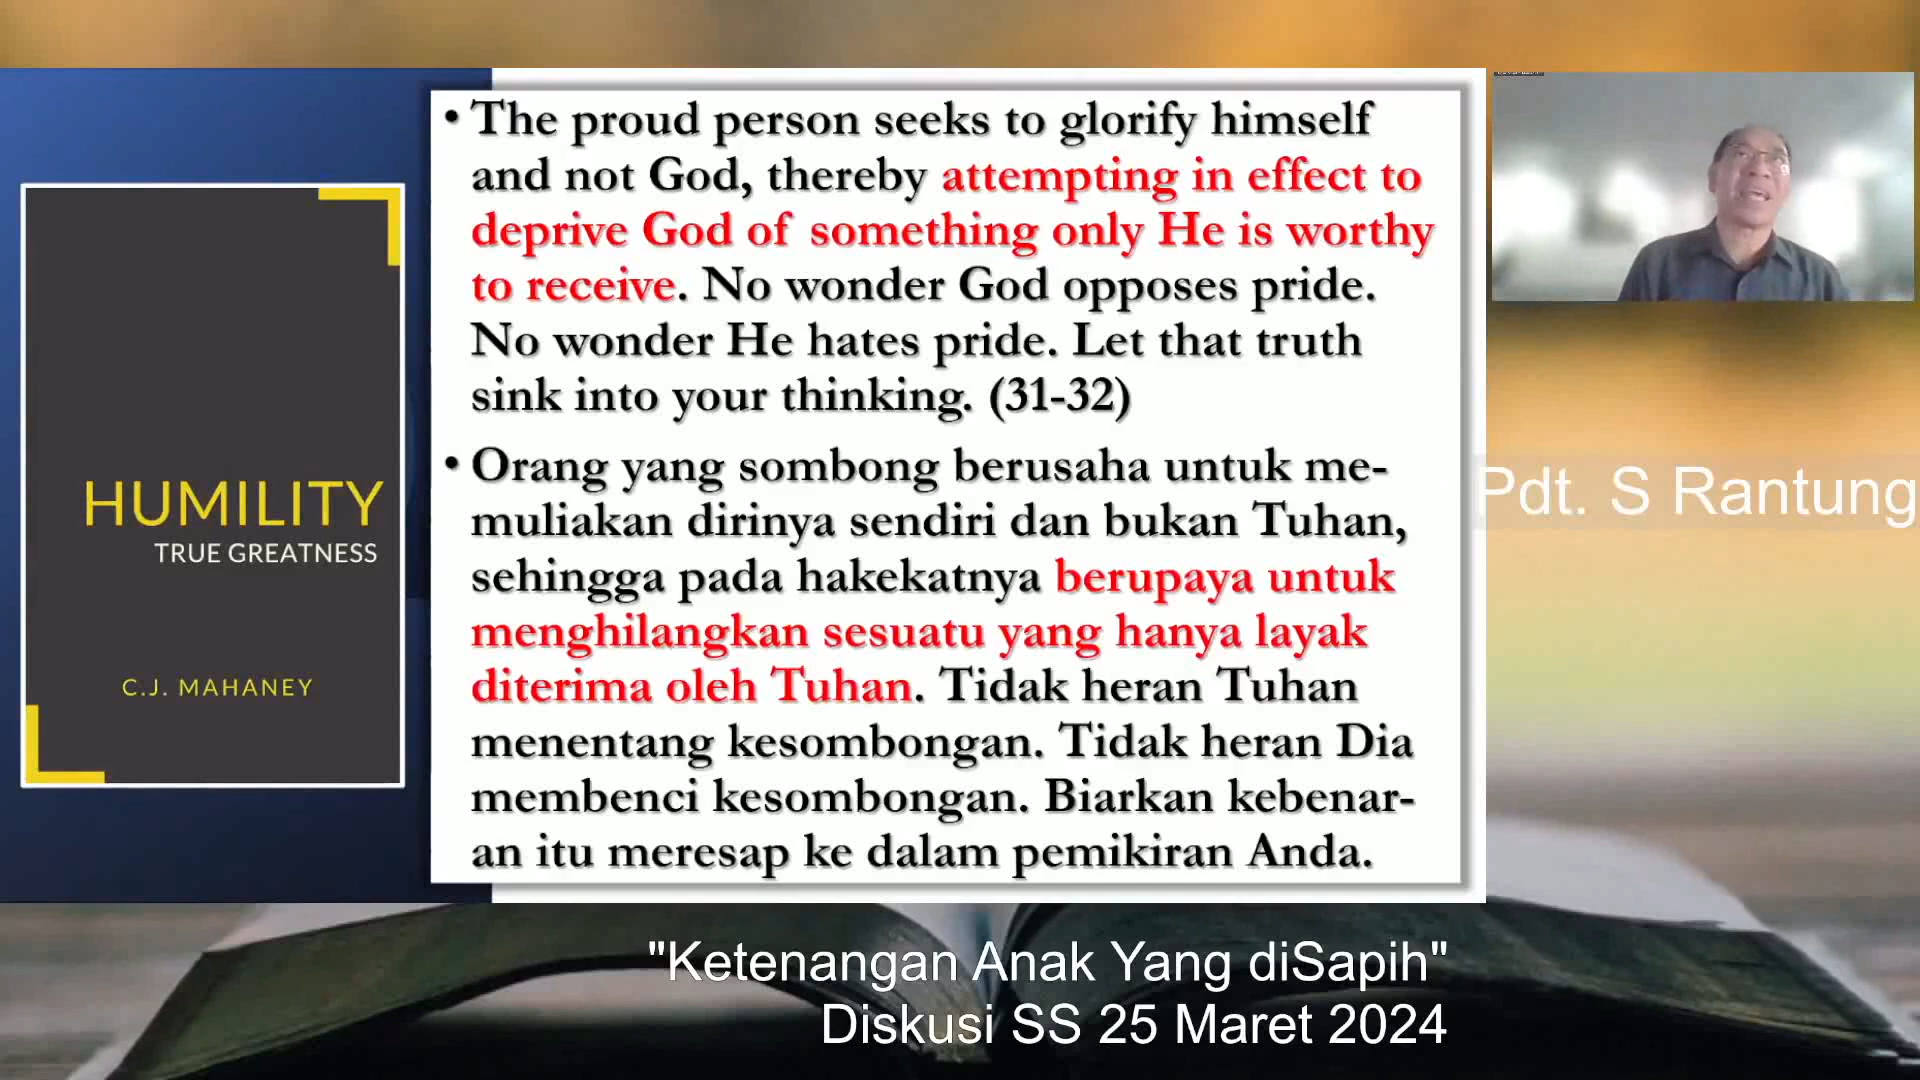 HUMILITY
TRUE GREATNESS
C.J. MAHANEY
• The proud person seeks to glorify himself
and not God, thereby attempting in effect to
deprive God of something only He is worthy
to receive. No wonder God opposes pride.
No wonder He hates pride. Let that truth
sink into your thinking. (31-32)
• Orang yang sombong berusaha untuk me-
muliakan dirinya sendiri dan bukan Tuhan,
sehingga pada hakekatnya berupaya untuk
menghilangkan sesuatu yang hanya layak
diterima oleh Tuhan. Tidak heran Tuhan
menentang kesombongan. Tidak heran Dia
membenci kesombongan. Biarkan kebenar-
an itu meresap ke dalam pemikiran Anda.
Pdt. S Rantung
"Ketenangan Anak Yang diSapih"
Diskusi SS 25 Maret 2024